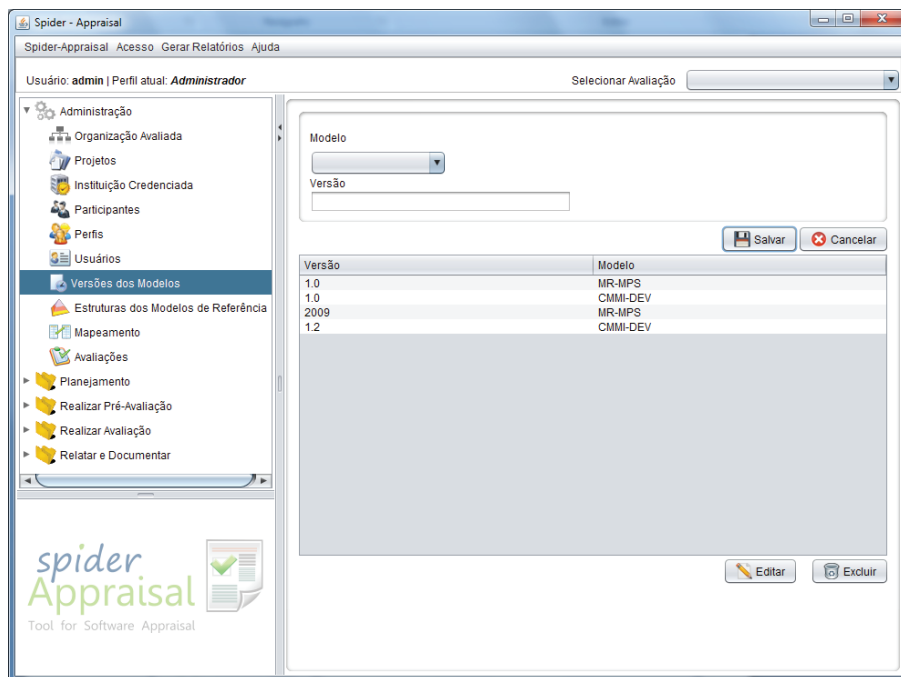 Spider - Appraisal
Spider-Appraisal Acesso Gerar Relatórios Ajuda
Usuário: admin | Perfil atual: Administrador
Selecionar Avaliação
Administração
Organização Avaliada
Projetos
Instituição Credenciada
Participantes
Perfis
Usuários
Versões dos Modelos
Estruturas dos Modelos de Referência
Mapeamento
Avaliações
Planejamento
Realizar Pré-Avaliação
Realizar Avaliação
Relatar e Documentar
spider
Appraisal
Tool for Software Appraisal
Modelo
Versão
Salvar Cancelar
Versão Modelo
1.0 MR-MPS
1.0 CMMI-DEV
2009 MR-MPS
1.2 CMMI-DEV
Editar Excluir